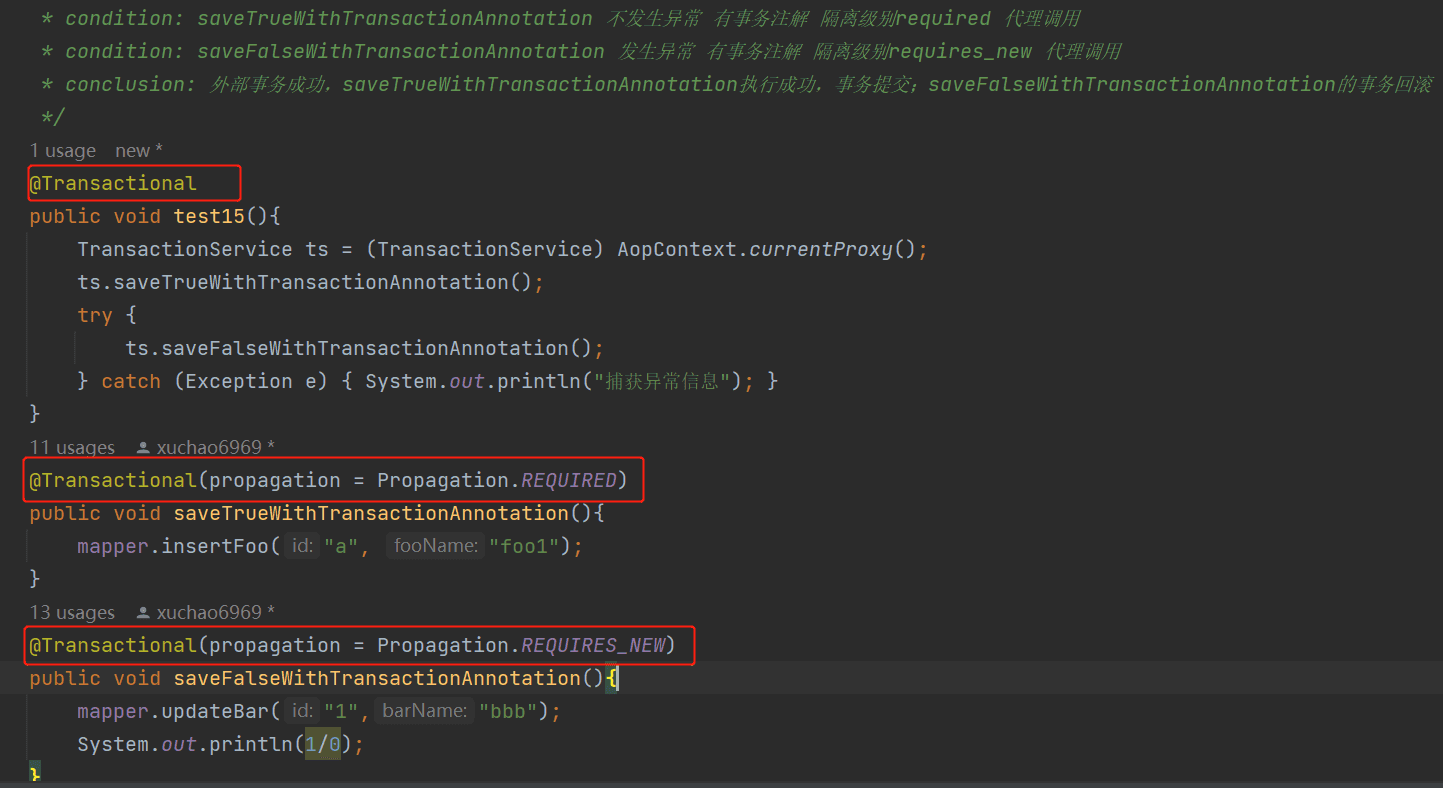 * condition: saveTrueWithTransactionAnnotation 不发生异常 有事务注解 隔离级别required 代理调用
* condition: saveFalseWithTransactionAnnotation 发生异常 有事务注解 隔离级别requires_new 代理调用
* conclusion: 外部事务成功，saveTrueWithTransactionAnnotation执行成功，事务提交；saveFalseWithTransactionAnnotation的事务回滚
*/
1 usage new *
@Transactional
public void test15(){
TransactionService ts = (TransactionService) AopContext.currentProxy();
ts.saveTrueWithTransactionAnnotation();
try {
ts.saveFalseWithTransactionAnnotation();
} catch (Exception e) { System.out.println("捕获异常信息"); }
}
11 usages xuchao6969 *
@Transactional(propagation = Propagation.REQUIRED)
public void saveTrueWithTransactionAnnotation(){
mapper.insertFoo( id: "a", fooName: "foo1");
}
13 usages xuchao6969 *
@Transactional(propagation = Propagation.REQUIRES_NEW)
public void saveFalseWithTransactionAnnotation(){
mapper.updateBar( id: "1", barName: "bbb");
System.out.println(1/0);
}